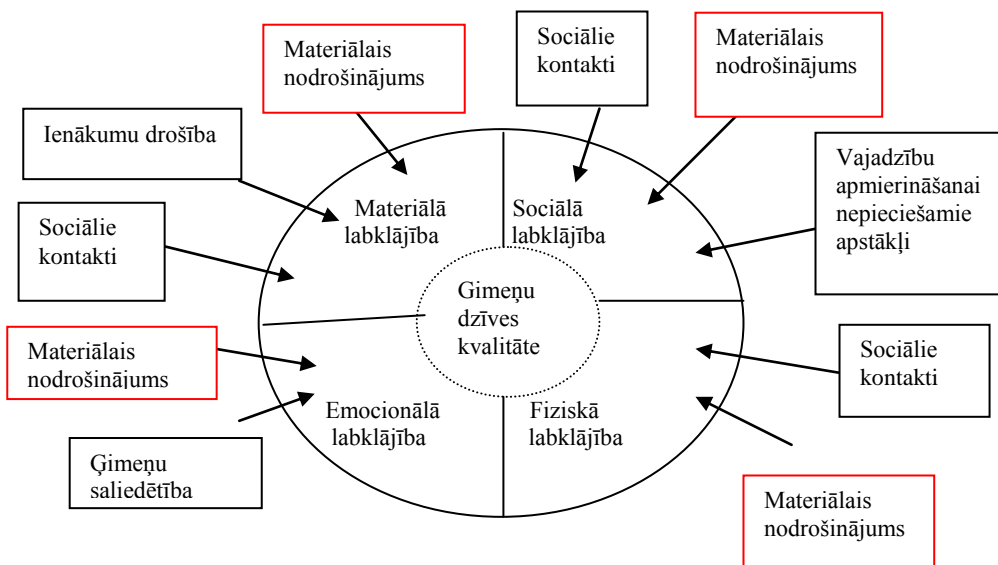 Materiālais
nodrošinājums
Sociālie
kontakti
Materiālais
nodrošinājums
Ienākumu drošība
Vajadzību
apmierināšanai
nepieciešamie
apstākļi
Sociālie
kontakti
Materiālā
labklājība
Sociālā
labklājība
Gimeņu
dzīves
kvalitāte
Materiālais
nodrošinājums
Sociālie
kontakti
Emocionālā
labklājība
Fiziskā
labklājība
Ģimeņu
saliedētība
Materiālais
nodrošinājums